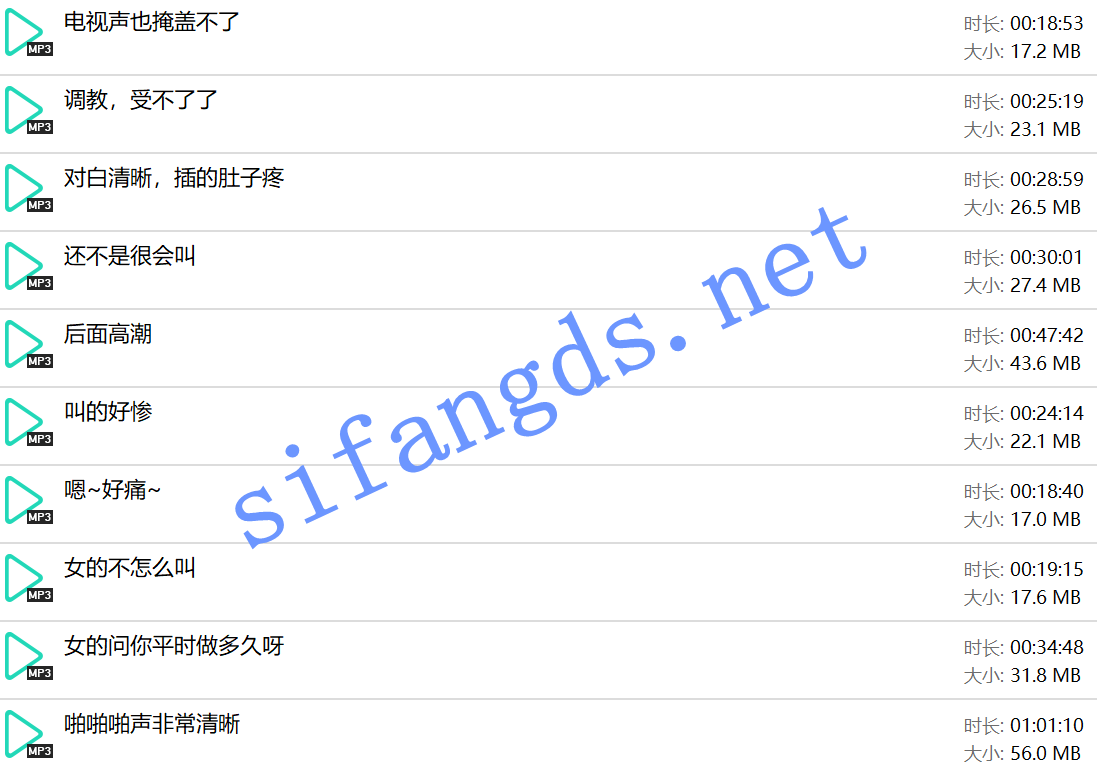 电视声也掩盖不了
时长: 00:18:53
大小: 17.2 MB
MP3
调教，受不了了
时长: 00:25:19
大小: 23.1 MB
MP3
对白清晰，插的肚子疼
时长: 00:28:59
大小: 26.5 MB
MP3
还不是很会叫
时长: 00:30:01
大小: 27.4 MB
MP3
后面高潮
时长: 00:47:42
大小: 43.6 MB
MP3
叫的好惨
时长: 00:24:14
大小: 22.1 MB
MP3
嗯~好痛~
时长: 00:18:40
大小: 17.0 MB
MP3
女的不怎么叫
时长: 00:19:15
大小: 17.6 MB
MP3
女的问你平时做多久呀
时长: 00:34:48
大小: 31.8 MB
MP3
啪啪啪声非常清晰
时长: 01:01:10
大小: 56.0 MB
MP3
sifangds.net